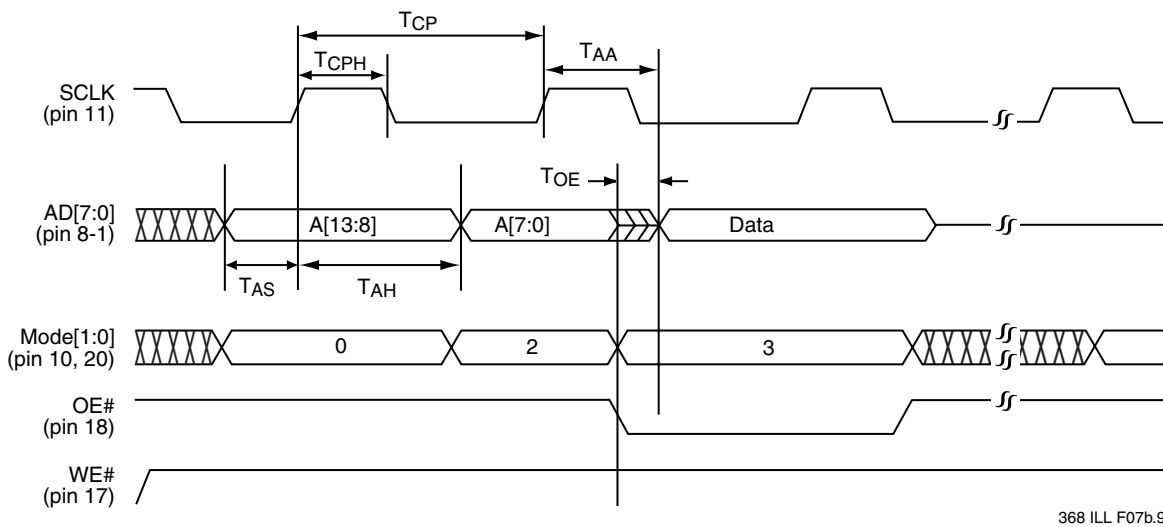 TCP
TCPH
TAA
SCLK
(pin 11)
TOE
AD[7:0]
(pin 8-1)
A[13:8]
A[7:0]
Data
TAS
TAH
Mode[1:0]
(pin 10, 20)
0
2
3
OE#
(pin 18)
WE#
(pin 17)
368 ILL F07b.9